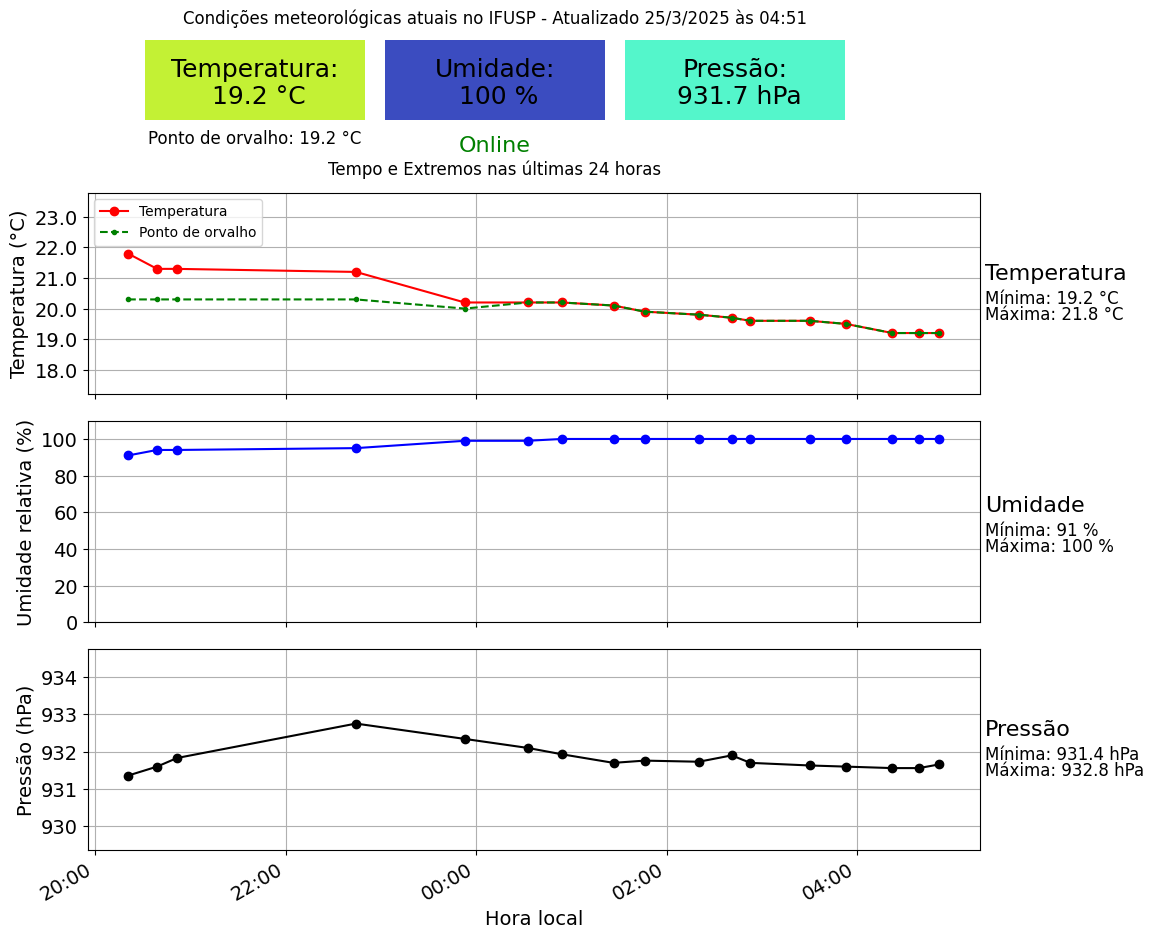 Condições meteorológicas atuais no IFUSP - Atualizado 25/3/2025 às 04:51
Temperatura:
19.2 °C
Umidade:
100 %
Pressão:
931.7 hPa
Ponto de orvalho: 19.2 °C
Online
Tempo e Extremos nas últimas 24 horas
Temperatura (°C)
23.0
22.0
21.0
20.0
19.0
18.0
Temperatura
Ponto de orvalho
Temperatura
Mínima: 19.2 °C
Máxima: 21.8 °C
Umidade relativa (%)
100
80
60
40
20
0
Umidade
Mínima: 91 %
Máxima: 100 %
Pressão (hPa)
934
933
932
931
930
Pressão
Mínima: 931.4 hPa
Máxima: 932.8 hPa
20:00
22:00
00:00
02:00
04:00
Hora local